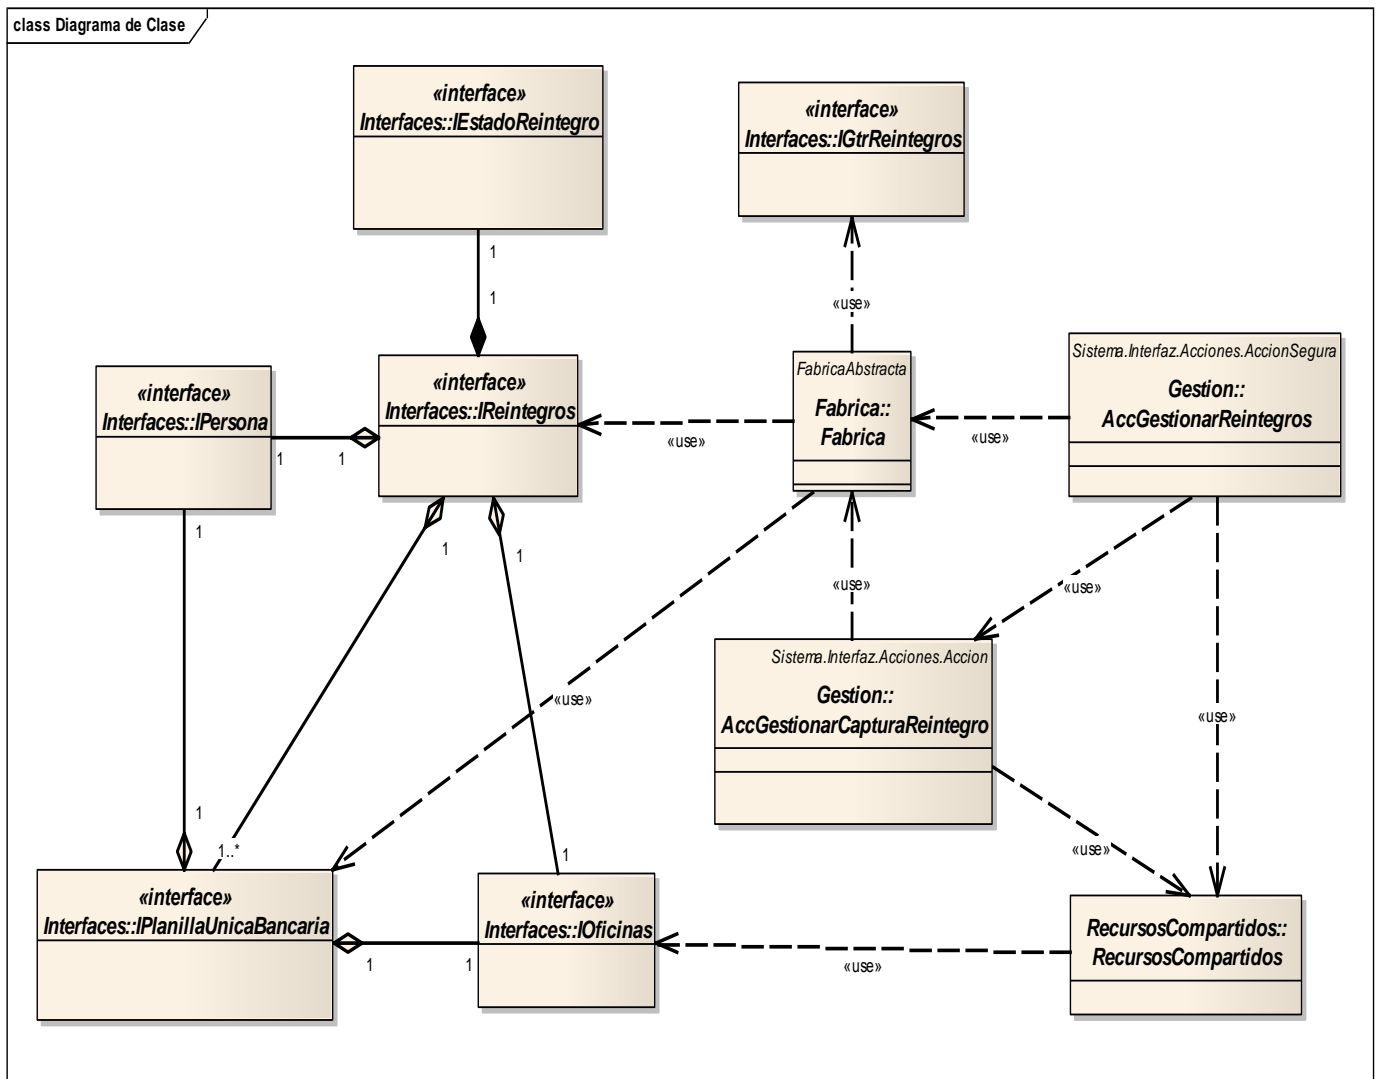 class Diagrama de Clase
«interface»
Interfaces::IEstadoReintegro
«interface»
Interfaces::IGtrReintegros
1
1
«use»
«interface»
Interfaces::IPersona
1
1
«interface»
Interfaces::IReintegros
«use»
FabricaAbstracta
Fabrica::
Fabrica
«use»
Sistema.Interfaz.Acciones.AccionSegura
Gestion::
AccGestionarReintegros
1
1
1
«use»
«use»
«use»
Sistema.Interfaz.Acciones.Accion
Gestion::
AccGestionarCapturaReintegro
«use»
1
1..*
1
«use»
«interface»
Interfaces::IPlanillaUnicaBancaria
1
1
«interface»
Interfaces::IOficinas
«use»
RecursosCompartidos::
RecursosCompartidos